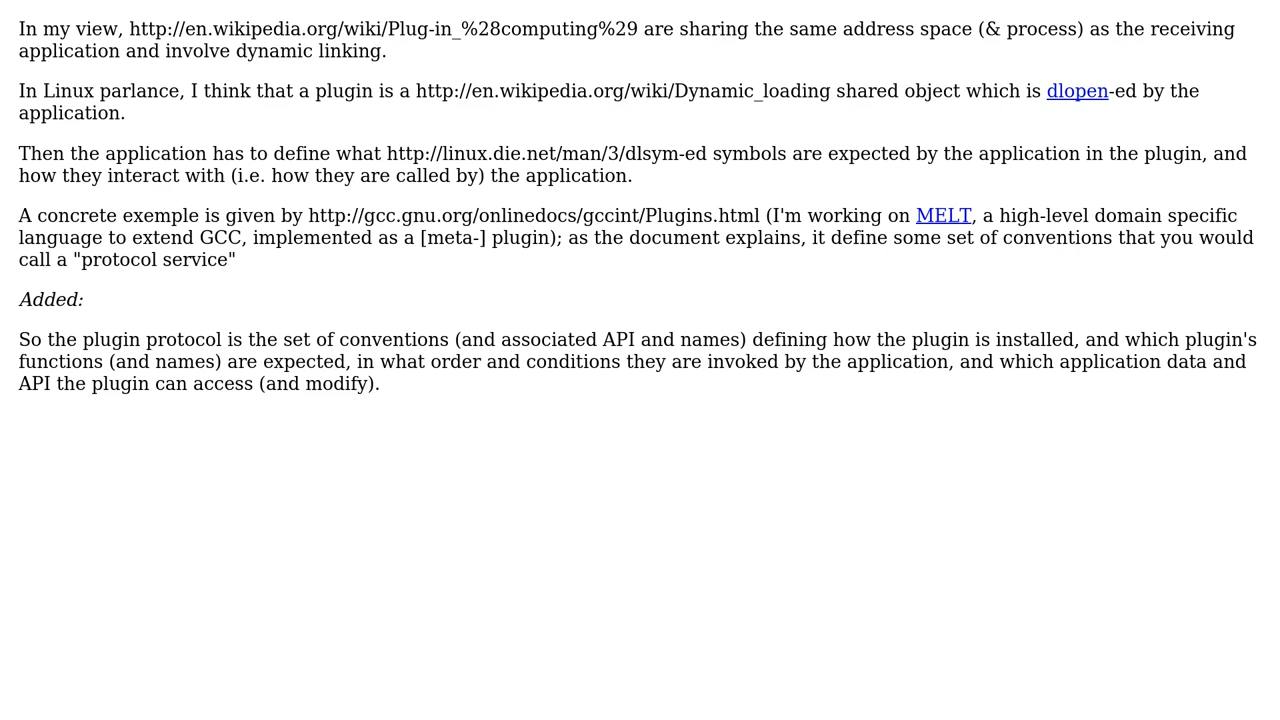 In my view, http://en.wikipedia.org/wiki/Plug-in_%28computing%29 are sharing the same address space (& process) as the receiving
application and involve dynamic linking.
In Linux parlance, I think that a plugin is a http://en.wikipedia.org/wiki/Dynamic_loading shared object which is dlopen-ed by the
application.
Then the application has to define what http://linux.die.net/man/3/dlsym-ed symbols are expected by the application in the plugin, and
how they interact with (i.e. how they are called by) the application.
A concrete exemple is given by http://gcc.gnu.org/onlinedocs/gccint/Plugins.html (I'm working on MELT, a high-level domain specific
language to extend GCC, implemented as a [meta-] plugin); as the document explains, it define some set of conventions that you would
call a "protocol service"
Added:
So the plugin protocol is the set of conventions (and associated API and names) defining how the plugin is installed, and which plugin's
functions (and names) are expected, in what order and conditions they are invoked by the application, and which application data and
API the plugin can access (and modify).